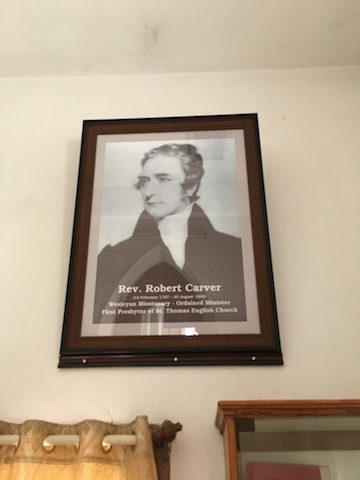 Rev. Robert Carver
Wesleyan Missionary - Ordained Minister
First Presbyter of St. Thomas English Church